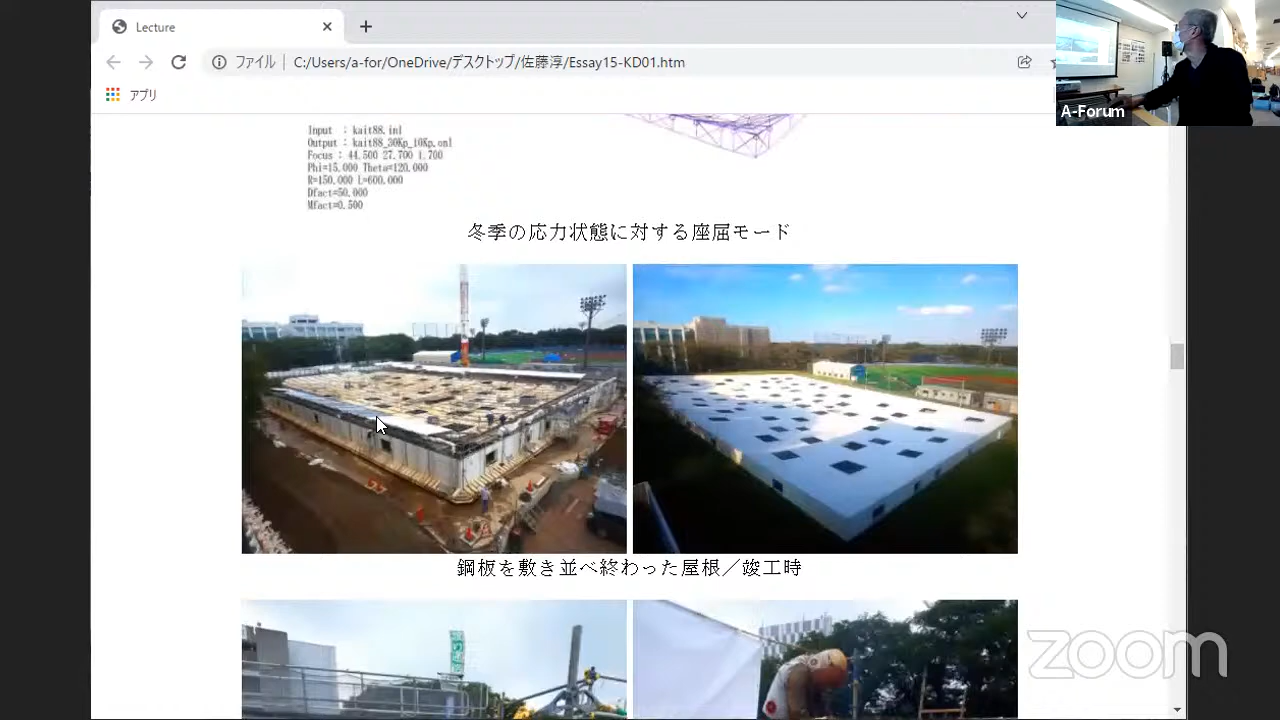 Lecture
ファイル C:/Users/a-for/OneDrive/デスクトップ/佐藤淳/Essay15-KD01.htm
アプリ
A-Forum
Input : kait88.inl
Output : kait88_30Kp_10Kp.onl
Focus : 44.500 27.700 1.700
Phi=15.000 Theta=120.000
R=150.000 L=600.000
Dfact=50.000
Mfact=0.500
冬季の応力状態に対する座屈モード
鋼板を敷き並べ終わった屋根／竣工時
zoom